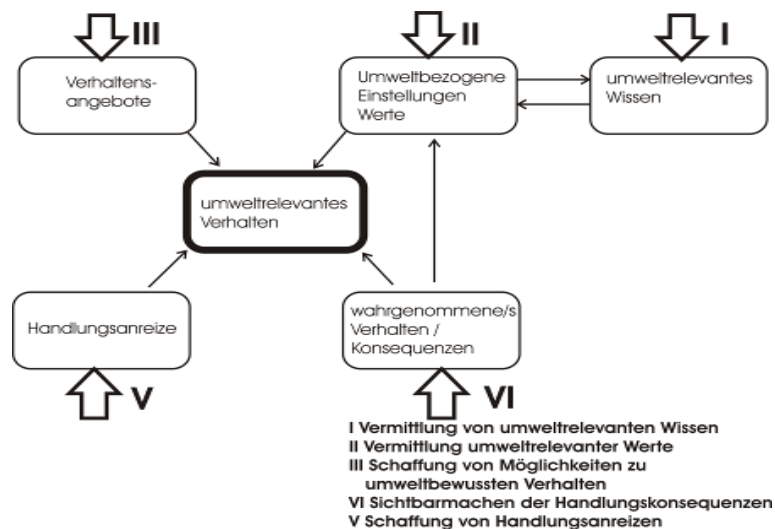 III
II
I
Verhaltens-
angebote
Umweltbezogene
Einstellungen
Werte
umweltrelevantes
Wissen
umweltrelevantes
Verhalten
Handlungsanreize
wahrgenommene/s
Verhalten /
Konsequenzen
V
VI
I Vermittlung von umweltrelevanten Wissen
II Vermittlung umweltrelevanter Werte
III Schaffung von Möglichkeiten zu
umweltbewussten Verhalten
VI Sichtbarmachen der Handlungskonsequenzen
V Schaffung von Handlungsanreizen